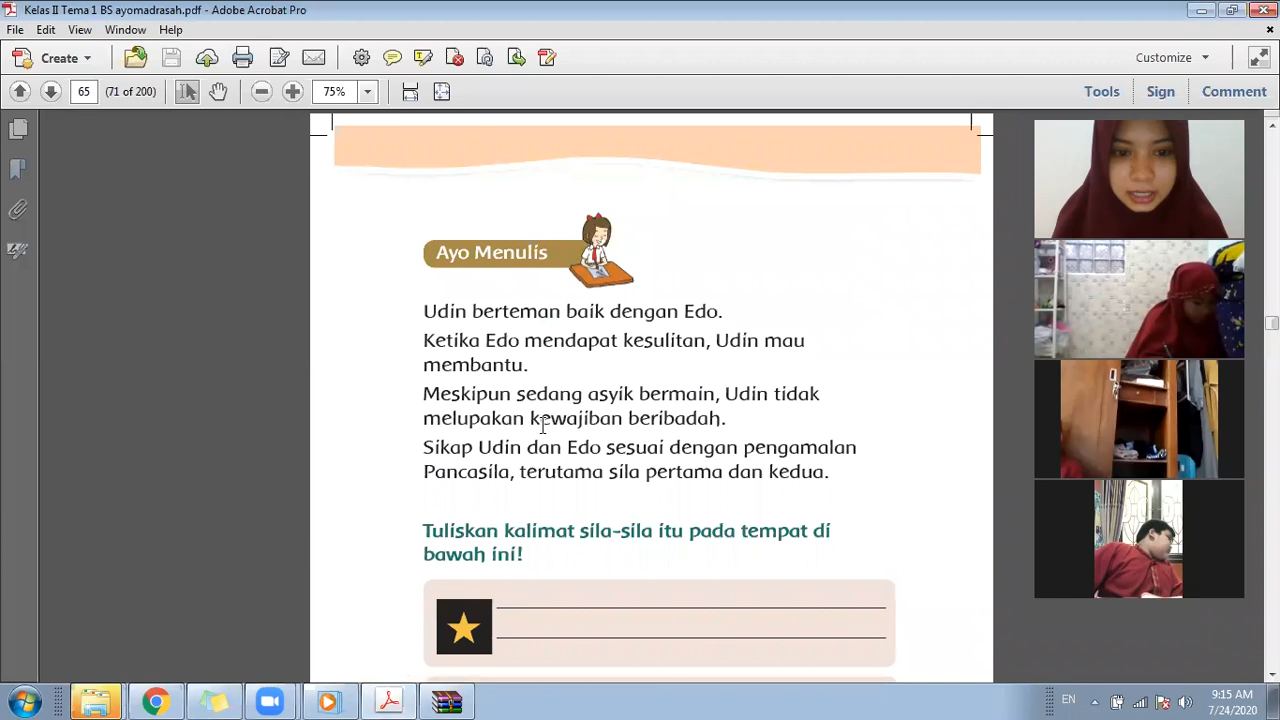 Kelas II Tema 1 BS ayomadrasah.pdf - Adobe Acrobat Pro
File Edit View Window Help
Create Customize
65 (71 of 200) 75% Tools Sign Comment
Ayo Menulis
Udin berteman baik dengan Edo.
Ketika Edo mendapat kesulitan, Udin mau
membantu.
Meskipun sedang asyik bermain, Udin tidak
melupakan kewajiban beribadah.
Sikap Udin dan Edo sesuai dengan pengamalan
Pancasila, terutama sila pertama dan kedua.
Tuliskan kalimat sila-sila itu pada tempat di
bawah ini!
EN 9:15 AM
7/24/2020